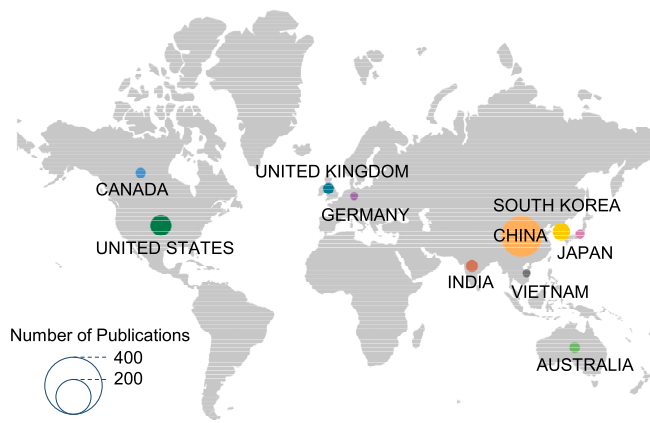 UNITED KINGDOM
CANADA
SOUTH KOREA
GERMANY
CHINA
UNITED STATES
JAPAN
INDIA
VIETNAM
Number of Publications
400
200
AUSTRALIA